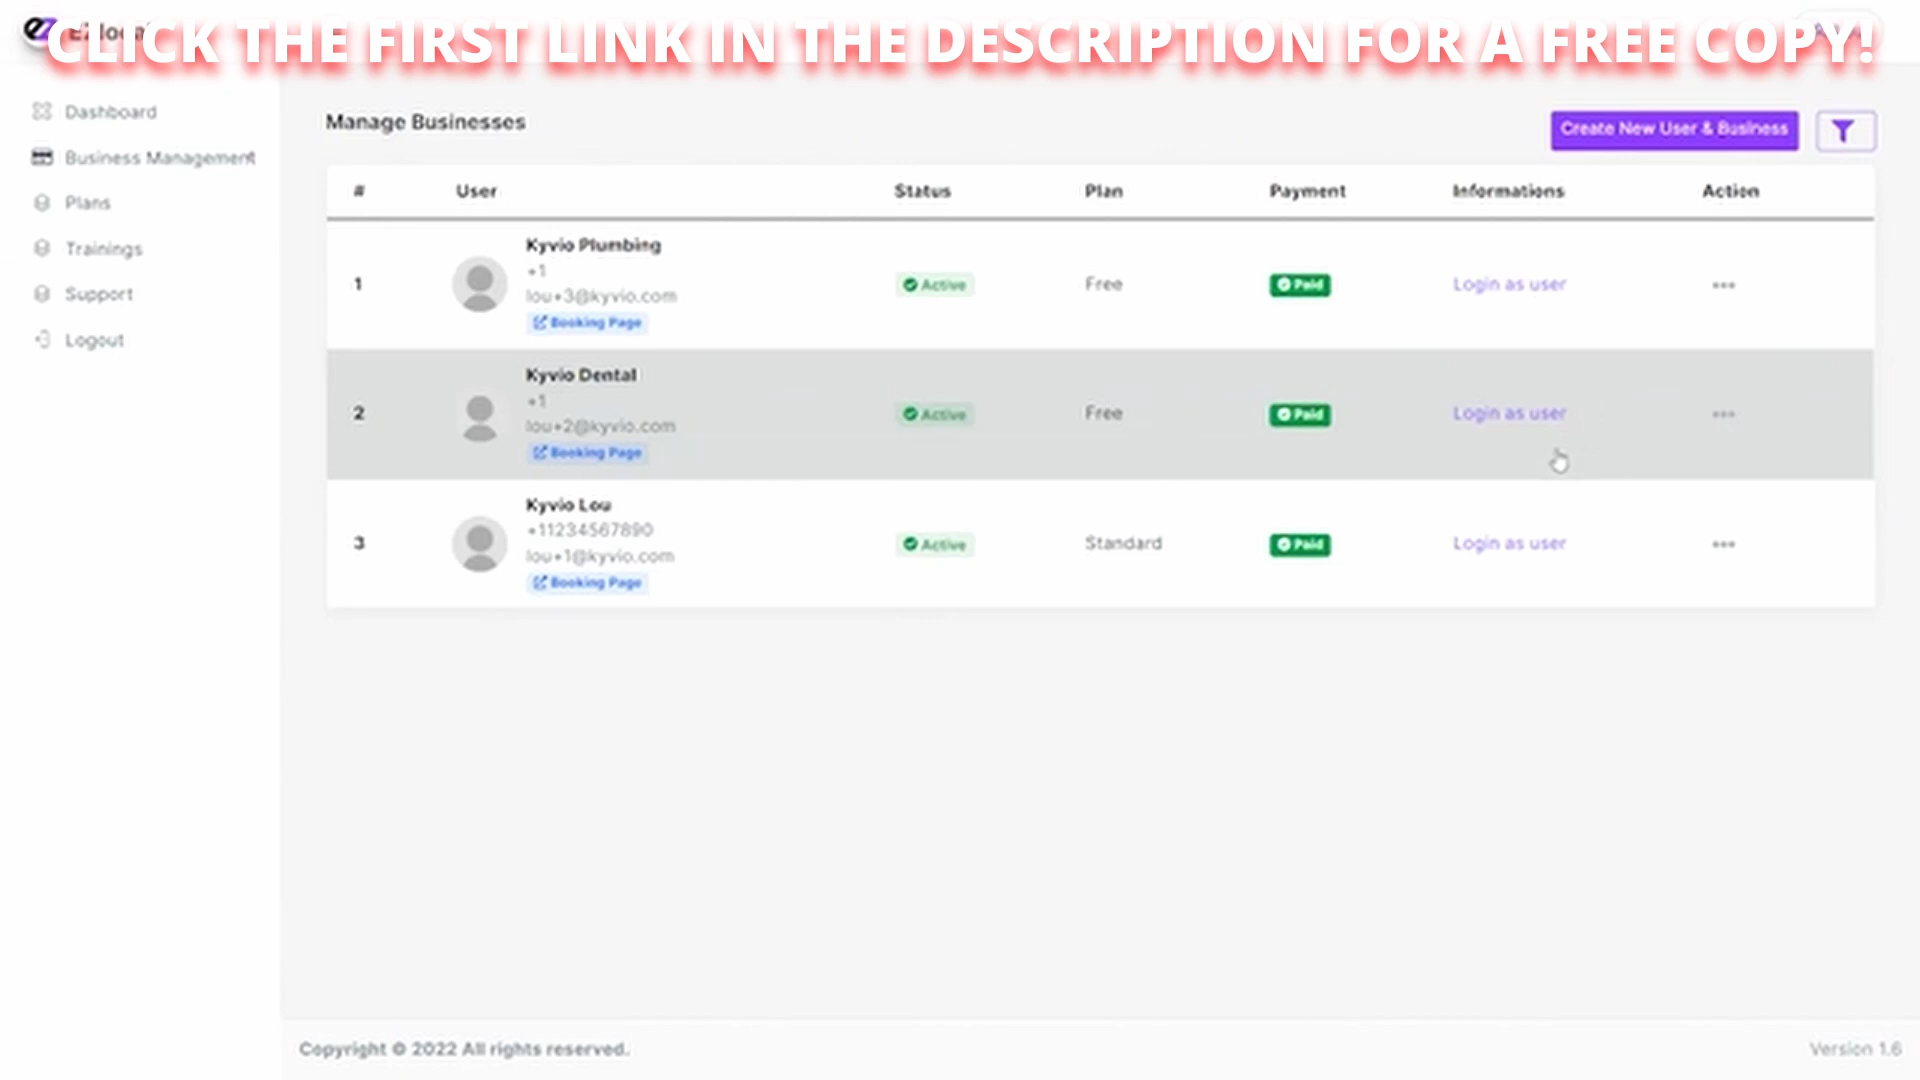 CLICK THE FIRST LINK IN THE DESCRIPTION FOR A FREE COPY!
Dashboard
Business Management
Plans
Trainings
Support
Logout
Manage Businesses
Create New User & Business
# User Status Plan Payment Informations Action
Kyvio Plumbing
+1
1 Active Free Paid Login as user •••
lou+3@kyvio.com
Booking Page
Kyvio Dental
+1
2 Active Free Paid Login as user •••
lou+2@kyvio.com
Booking Page
Kyvio Lou
+11234567890
3 Active Standard Paid Login as user •••
lou+1@kyvio.com
Booking Page
Copyright © 2022 All rights reserved.
Version 1.6